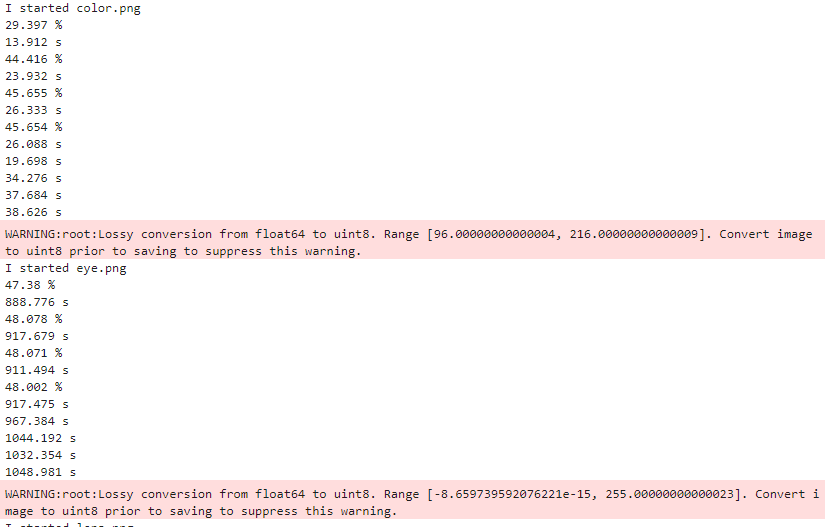 I started color.png
29.397 %
13.912 s
44.416 %
23.932 s
45.655 %
26.333 s
45.654 %
26.088 s
19.698 s
34.276 s
37.684 s
38.626 s
WARNING:root:Lossy conversion from float64 to uint8. Range [96.00000000000004, 216.00000000000009]. Convert image
to uint8 prior to saving to suppress this warning.
I started eye.png
47.38 %
888.776 s
48.078 %
917.679 s
48.071 %
911.494 s
48.002 %
917.475 s
967.384 s
1044.192 s
1032.354 s
1048.981 s
WARNING:root:Lossy conversion from float64 to uint8. Range [-8.659739592076221e-15, 255.00000000000023]. Convert i
mage to uint8 prior to saving to suppress this warning.
I started